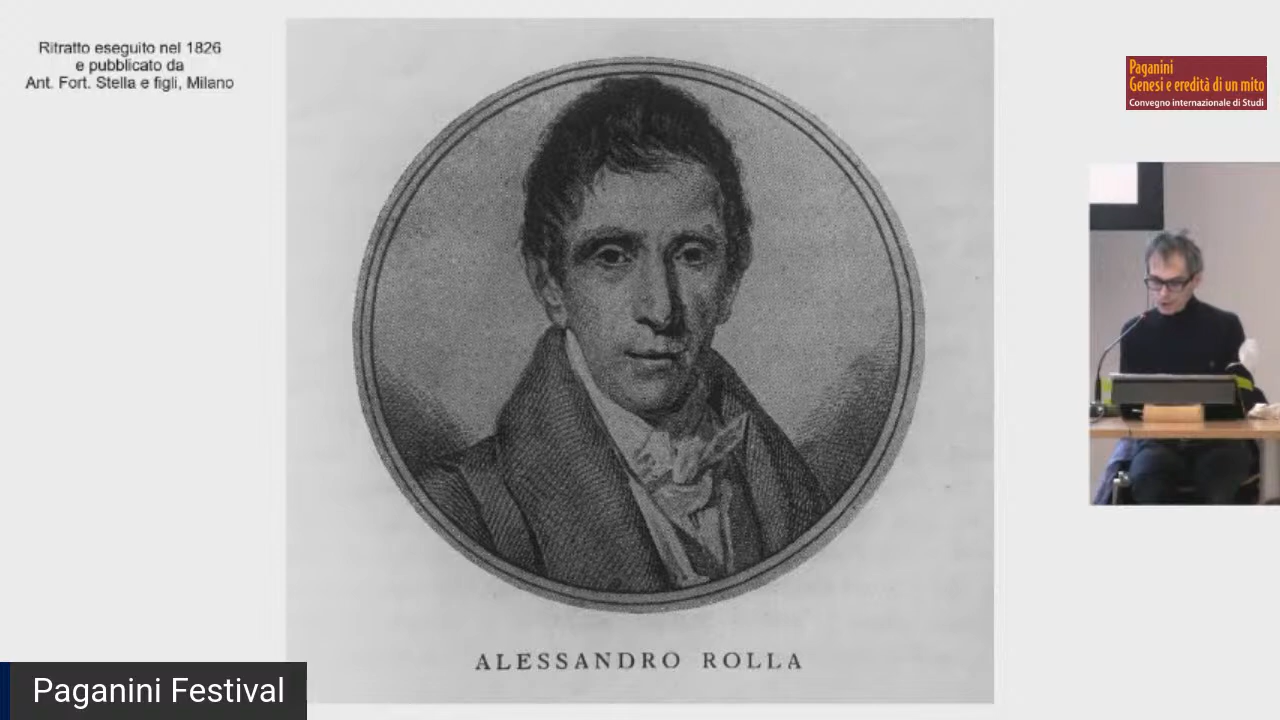 Ritratto eseguito nel 1826
e pubblicato da
Ant. Fort. Stella e figli, Milano
Paganini
Genesi e eredità di un mito
Convegno internazionale di Studi
ALESSANDRO ROLLA
Paganini Festival